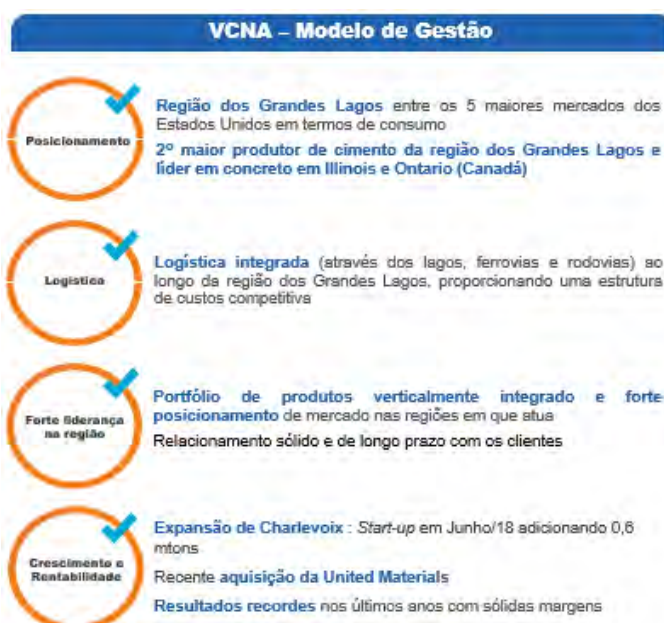 VCNA – Modelo de Gestão
Posicionamento
Região dos Grandes Lagos entre os 5 maiores mercados dos
Estados Unidos em termos de consumo
2º maior produtor de cimento da região dos Grandes Lagos e
líder em concreto em Illinois e Ontario (Canadá)
Logística
Logística integrada (através dos lagos, ferrovias e rodovias) ao
longo da região dos Grandes Lagos, proporcionando uma estrutura
de custos competitiva
Forte liderança
na região
Portfólio de produtos verticalmente integrado e forte
posicionamento de mercado nas regiões em que atua
Relacionamento sólido e de longo prazo com os clientes
Crescimento e
Rentabilidade
Expansão de Charlevoix : Start-up em Junho/18 adicionando 0,6
mtons
Recente aquisição da United Materials
Resultados recordes nos últimos anos com sólidas margens